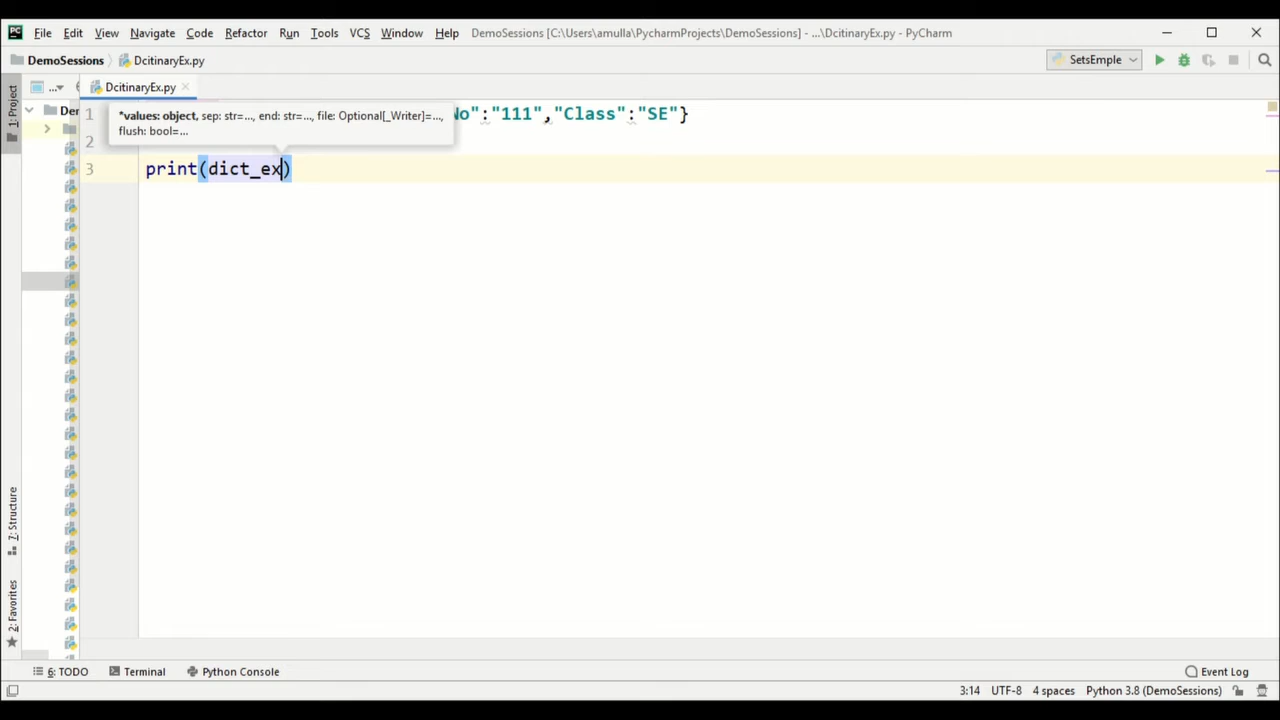 PC File Edit View Navigate Code Refactor Run Tools VCS Window Help DemoSessions [C:\Users\amulla\PycharmProjects\DemoSessions] - ...\DcitinaryEx.py - PyCharm
DemoSessions DcitinaryEx.py SetsEmple
1: Project
... DcitinaryEx.py
1 No":"111","Class":"SE"}
*values: object, sep: str=..., end: str=..., file: Optional[_Writer]=...,
flush: bool=...
2
3 print(dict_ex)
7: Structure
2: Favorites
6: TODO Terminal Python Console Event Log
3:14 UTF-8 4 spaces Python 3.8 (DemoSessions)